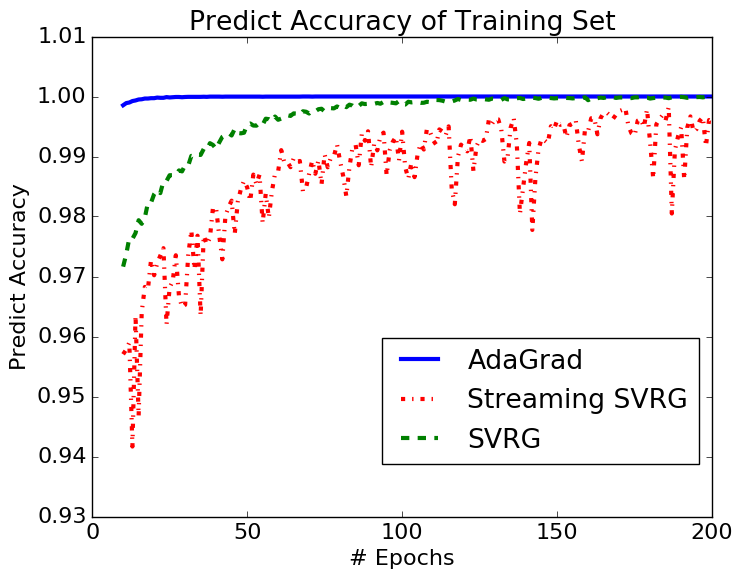 Predict Accuracy of Training Set
1.01
1.00
0.99
0.98
0.97
0.96
0.95
0.94
0.93
Predict Accuracy
AdaGrad
Streaming SVRG
SVRG
0 50 100 150 200
# Epochs